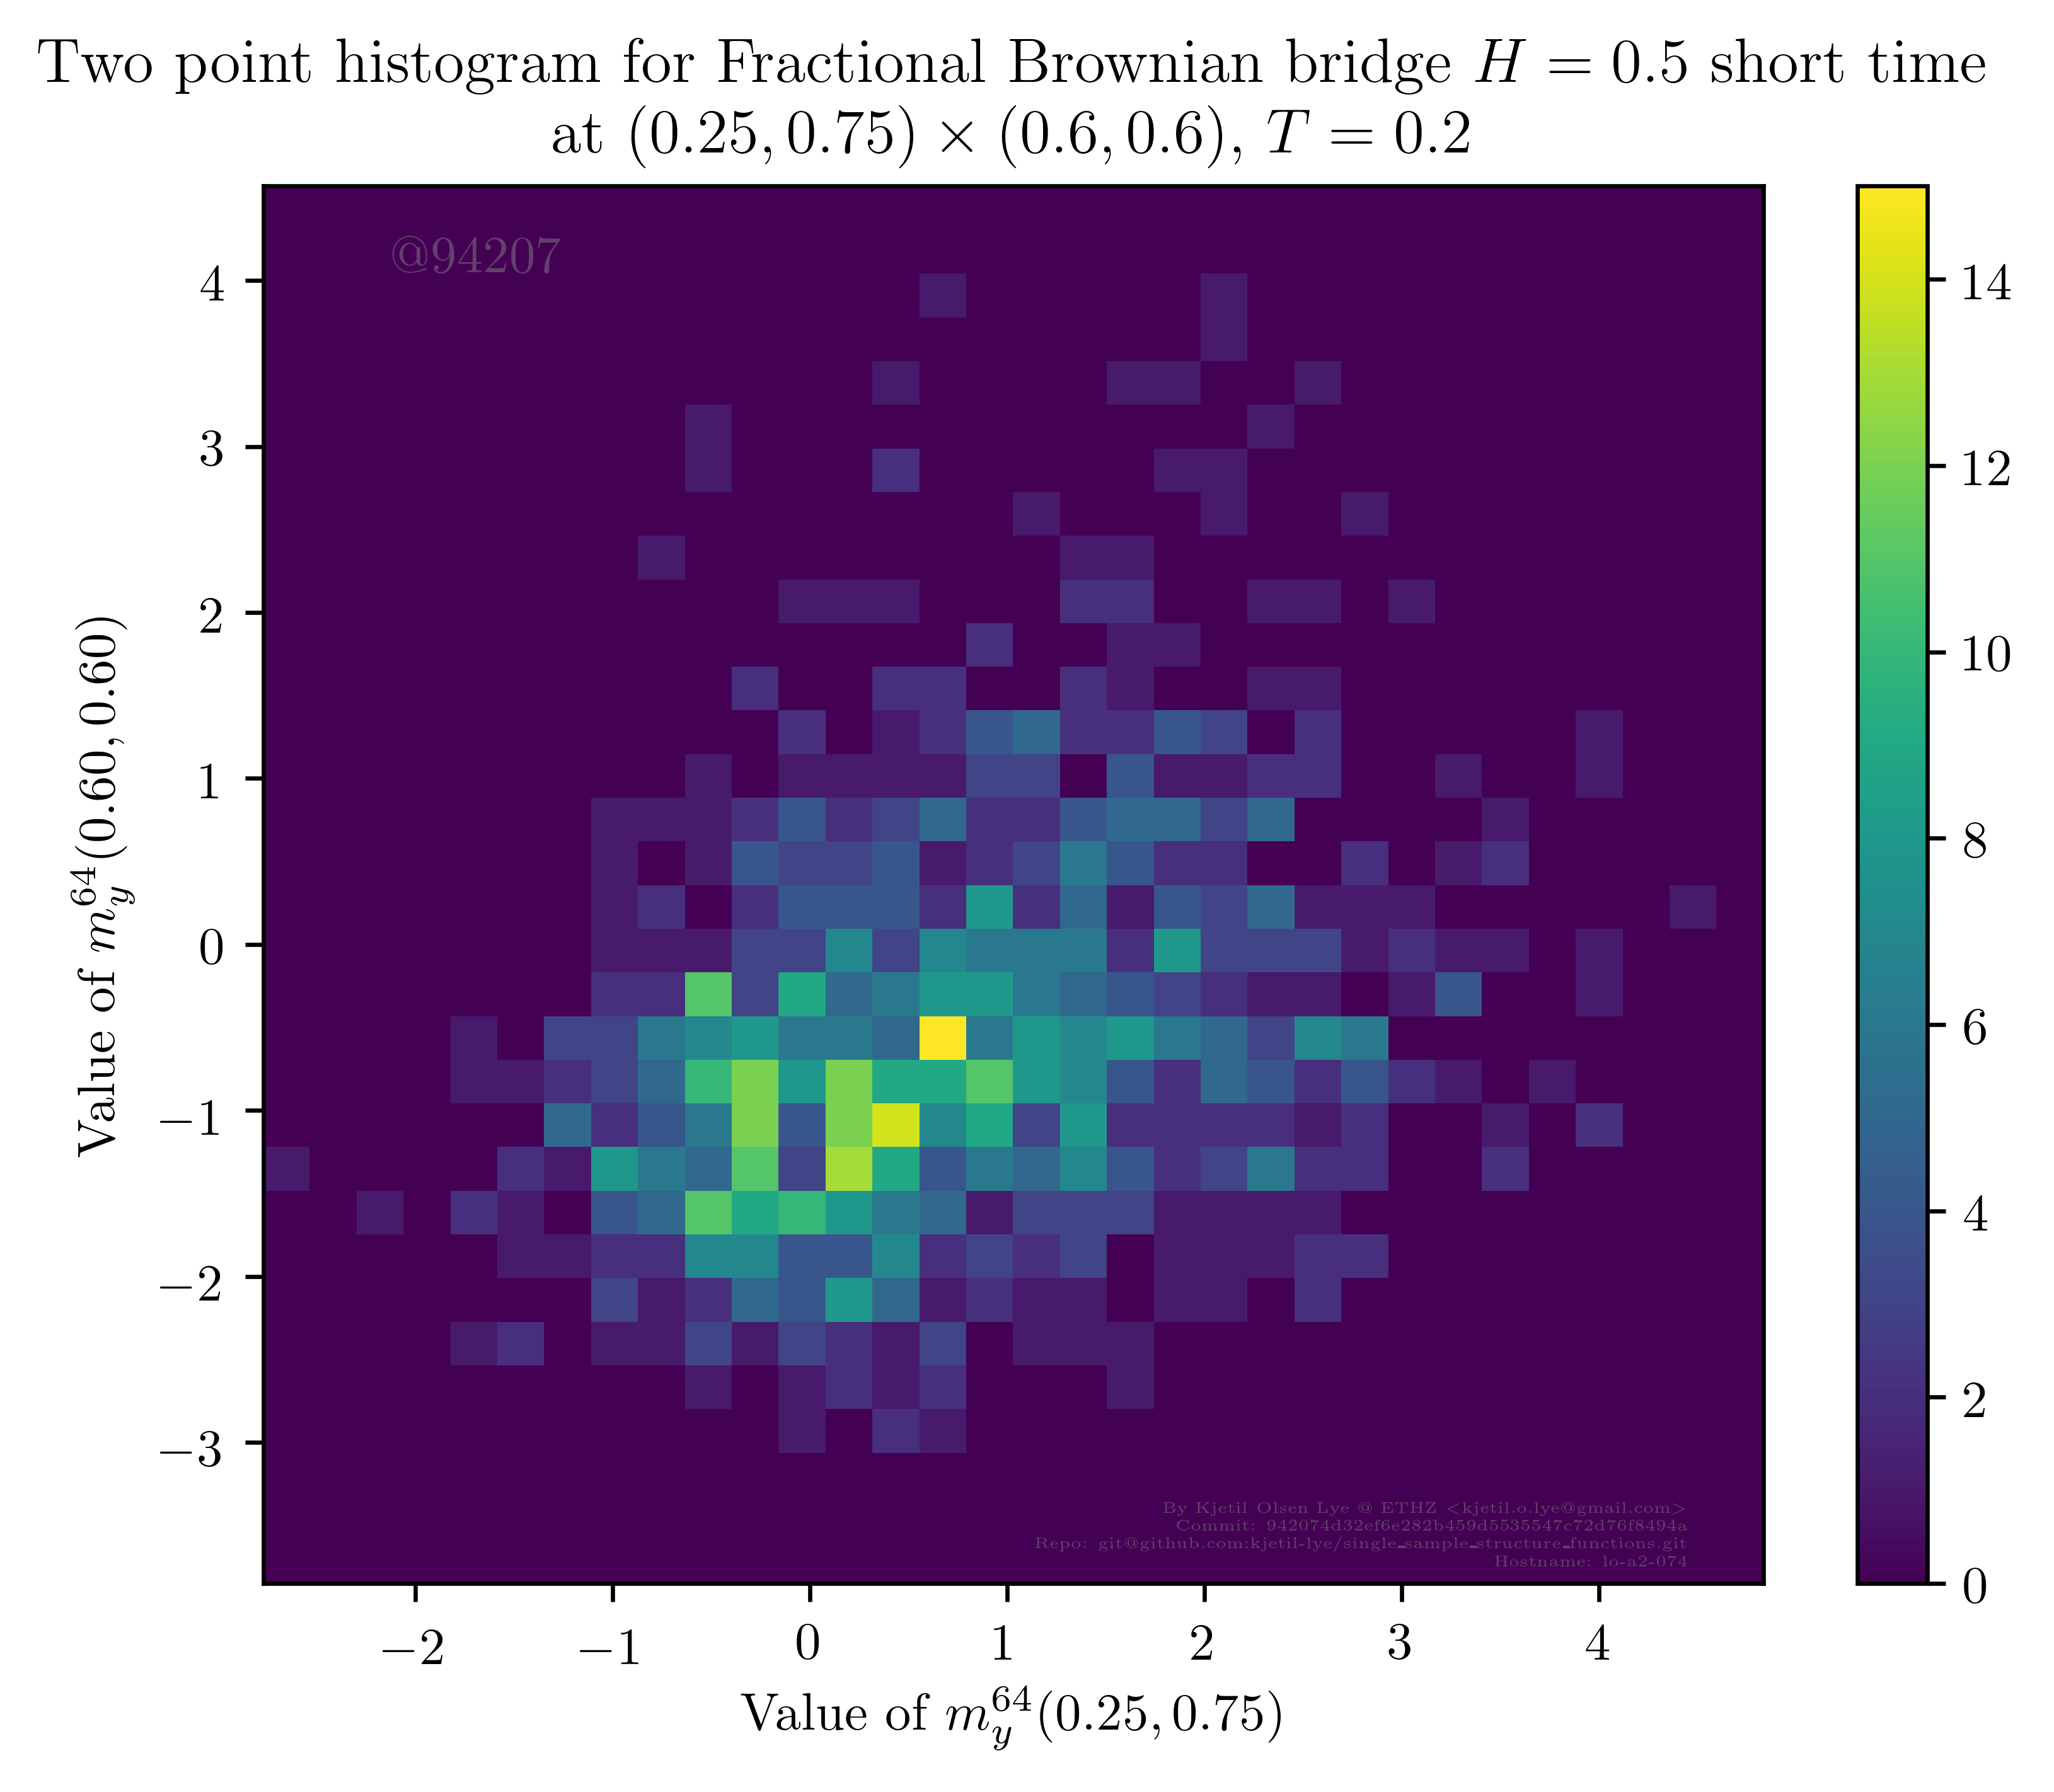 Two point histogram for Fractional Brownian bridge H = 0.5 short time
at (0.25, 0.75) × (0.6, 0.6), T = 0.2
@94207
4
3
2
1
0
−1
−2
−3
Value of m_y^64(0.60, 0.60)
14
12
10
8
6
4
2
0
By Kjetil Olsen Lye @ ETHZ <kjetil.o.lye@gmail.com>
Commit: 942074d32ef6e282b459d5535547c72d76f8494a
Repo: git@github.com:kjetil-lye/single_sample_structure_functions.git
Hostname: lo-a2-074
−2 −1 0 1 2 3 4
Value of m_y^64(0.25, 0.75)